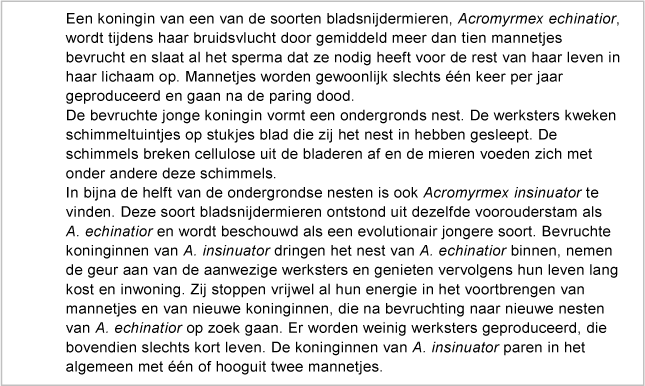 Een koningin van een van de soorten bladsnijdermieren, Acromyrmex echinatior,
wordt tijdens haar bruidsvlucht door gemiddeld meer dan tien mannetjes
bevrucht en slaat al het sperma dat ze nodig heeft voor de rest van haar leven in
haar lichaam op. Mannetjes worden gewoonlijk slechts één keer per jaar
geproduceerd en gaan na de paring dood.
De bevruchte jonge koningin vormt een ondergronds nest. De werksters kweken
schimmeltuintjes op stukjes blad die zij het nest in hebben gesleept. De
schimmels breken cellulose uit de bladeren af en de mieren voeden zich met
onder andere deze schimmels.
In bijna de helft van de ondergrondse nesten is ook Acromyrmex insinuator te
vinden. Deze soort bladsnijdermieren ontstond uit dezelfde voorouderstam als
A. echinatior en wordt beschouwd als een evolutionair jongere soort. Bevruchte
koninginnen van A. insinuator dringen het nest van A. echinatior binnen, nemen
de geur aan van de aanwezige werksters en genieten vervolgens hun leven lang
kost en inwoning. Zij stoppen vrijwel al hun energie in het voortbrengen van
mannetjes en van nieuwe koninginnen, die na bevruchting naar nieuwe nesten
van A. echinatior op zoek gaan. Er worden weinig werksters geproduceerd, die
bovendien slechts kort leven. De koninginnen van A. insinuator paren in het
algemeen met één of hooguit twee mannetjes.